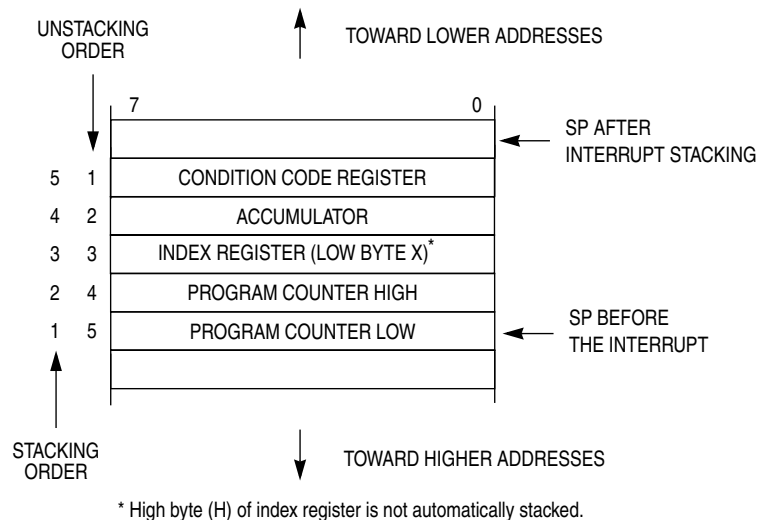 UNSTACKING
ORDER
TOWARD LOWER ADDRESSES
7 0
SP AFTER
INTERRUPT STACKING
5 1 CONDITION CODE REGISTER
4 2 ACCUMULATOR
3 3 INDEX REGISTER (LOW BYTE X)*
2 4 PROGRAM COUNTER HIGH
1 5 PROGRAM COUNTER LOW
SP BEFORE
THE INTERRUPT
STACKING
ORDER
TOWARD HIGHER ADDRESSES
* High byte (H) of index register is not automatically stacked.